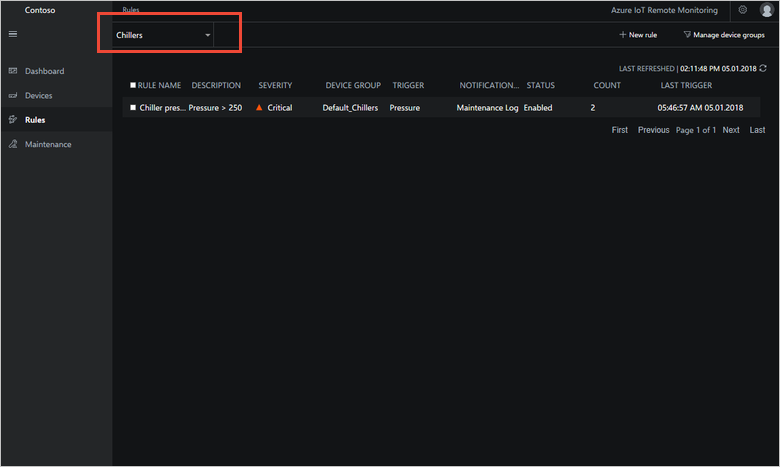 Contoso
Rules
Azure IoT Remote Monitoring
Chillers
New rule
Manage device groups
Dashboard
Devices
Rules
Maintenance
LAST REFRESHED | 02:11:48 PM 05.01.2018
RULE NAME DESCRIPTION SEVERITY DEVICE GROUP TRIGGER NOTIFICATION... STATUS COUNT LAST TRIGGER
Chiller pres... Pressure > 250 Critical Default_Chillers Pressure Maintenance Log Enabled 2 05:46:57 AM 05.01.2018
First Previous Page 1 of 1 Next Last